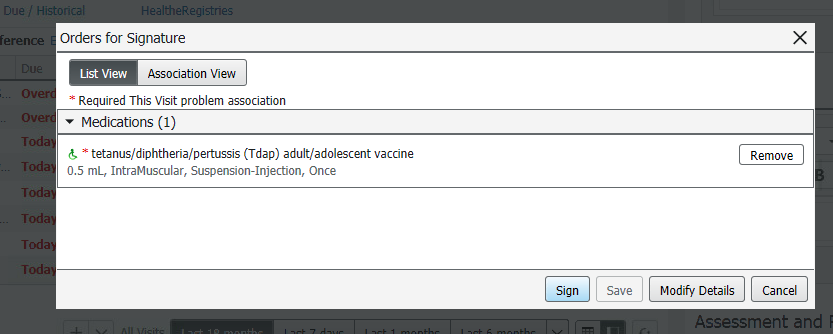 Due / Historical HealtheRegistries
Orders for Signature
ference
Due
List View Association View
Overd
* Required This Visit problem association
Overd
Medications (1)
Today
* tetanus/diphtheria/pertussis (Tdap) adult/adolescent vaccine
Remove
Today
0.5 mL, IntraMuscular, Suspension-Injection, Once
B
Today
Today
Today
Today
Sign Save Modify Details Cancel
Assessment and
+ All Visits Last 18 months Last 7 days Last 1 months Last 6 months